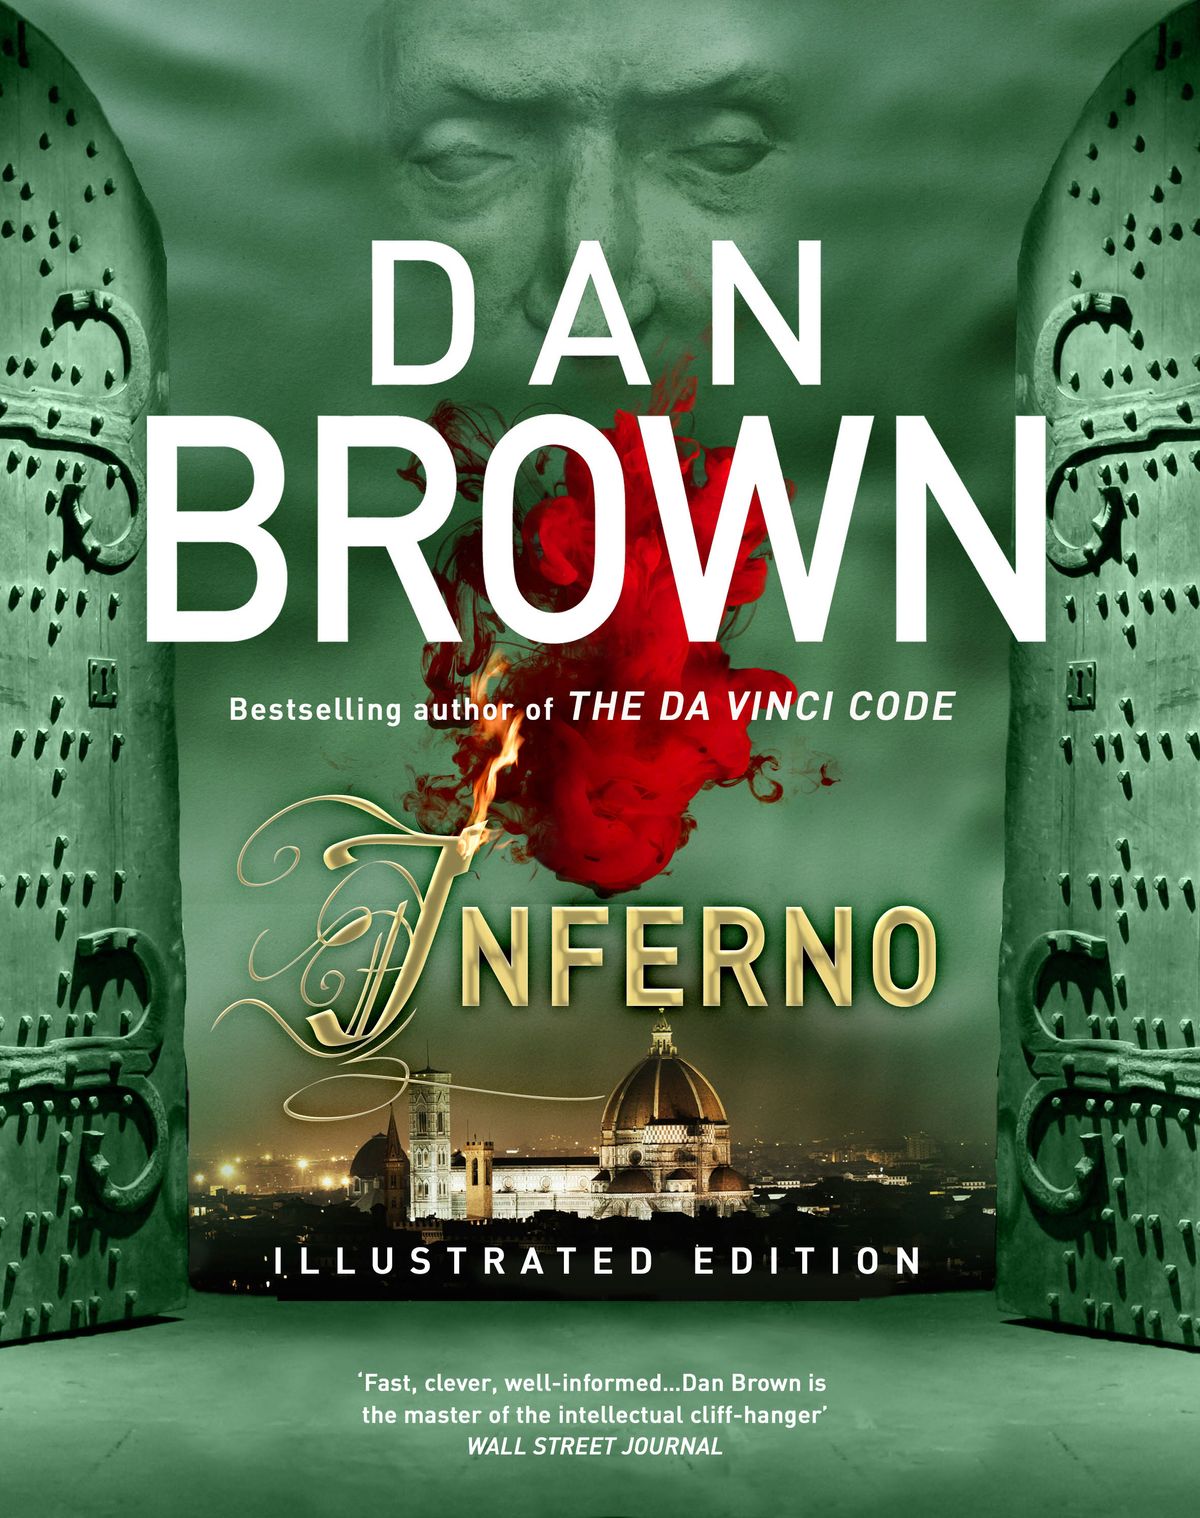 DAN
BROWN
Bestselling author of THE DA VINCI CODE
INFERNO
ILLUSTRATED EDITION
‘Fast, clever, well-informed...Dan Brown is
the master of the intellectual cliff-hanger’
WALL STREET JOURNAL